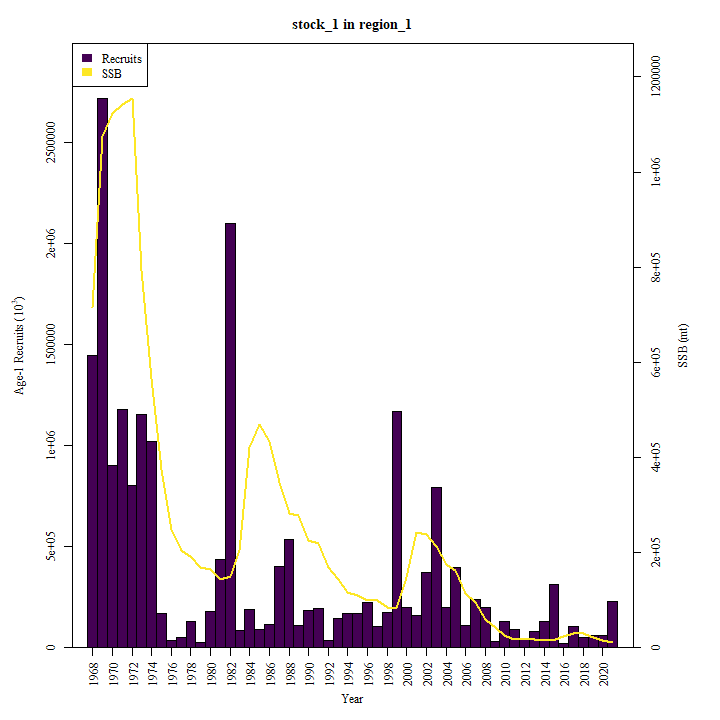 stock_1 in region_1
Recruits
SSB
Age-1 Recruits (10³)
0
5e+05
1e+06
1500000
2e+06
2500000
SSB (mt)
0
2e+05
4e+05
6e+05
8e+05
1e+06
1200000
1968 1970 1972 1974 1976 1978 1980 1982 1984 1986 1988 1990 1992 1994 1996 1998 2000 2002 2004 2006 2008 2010 2012 2014 2016 2018 2020
Year